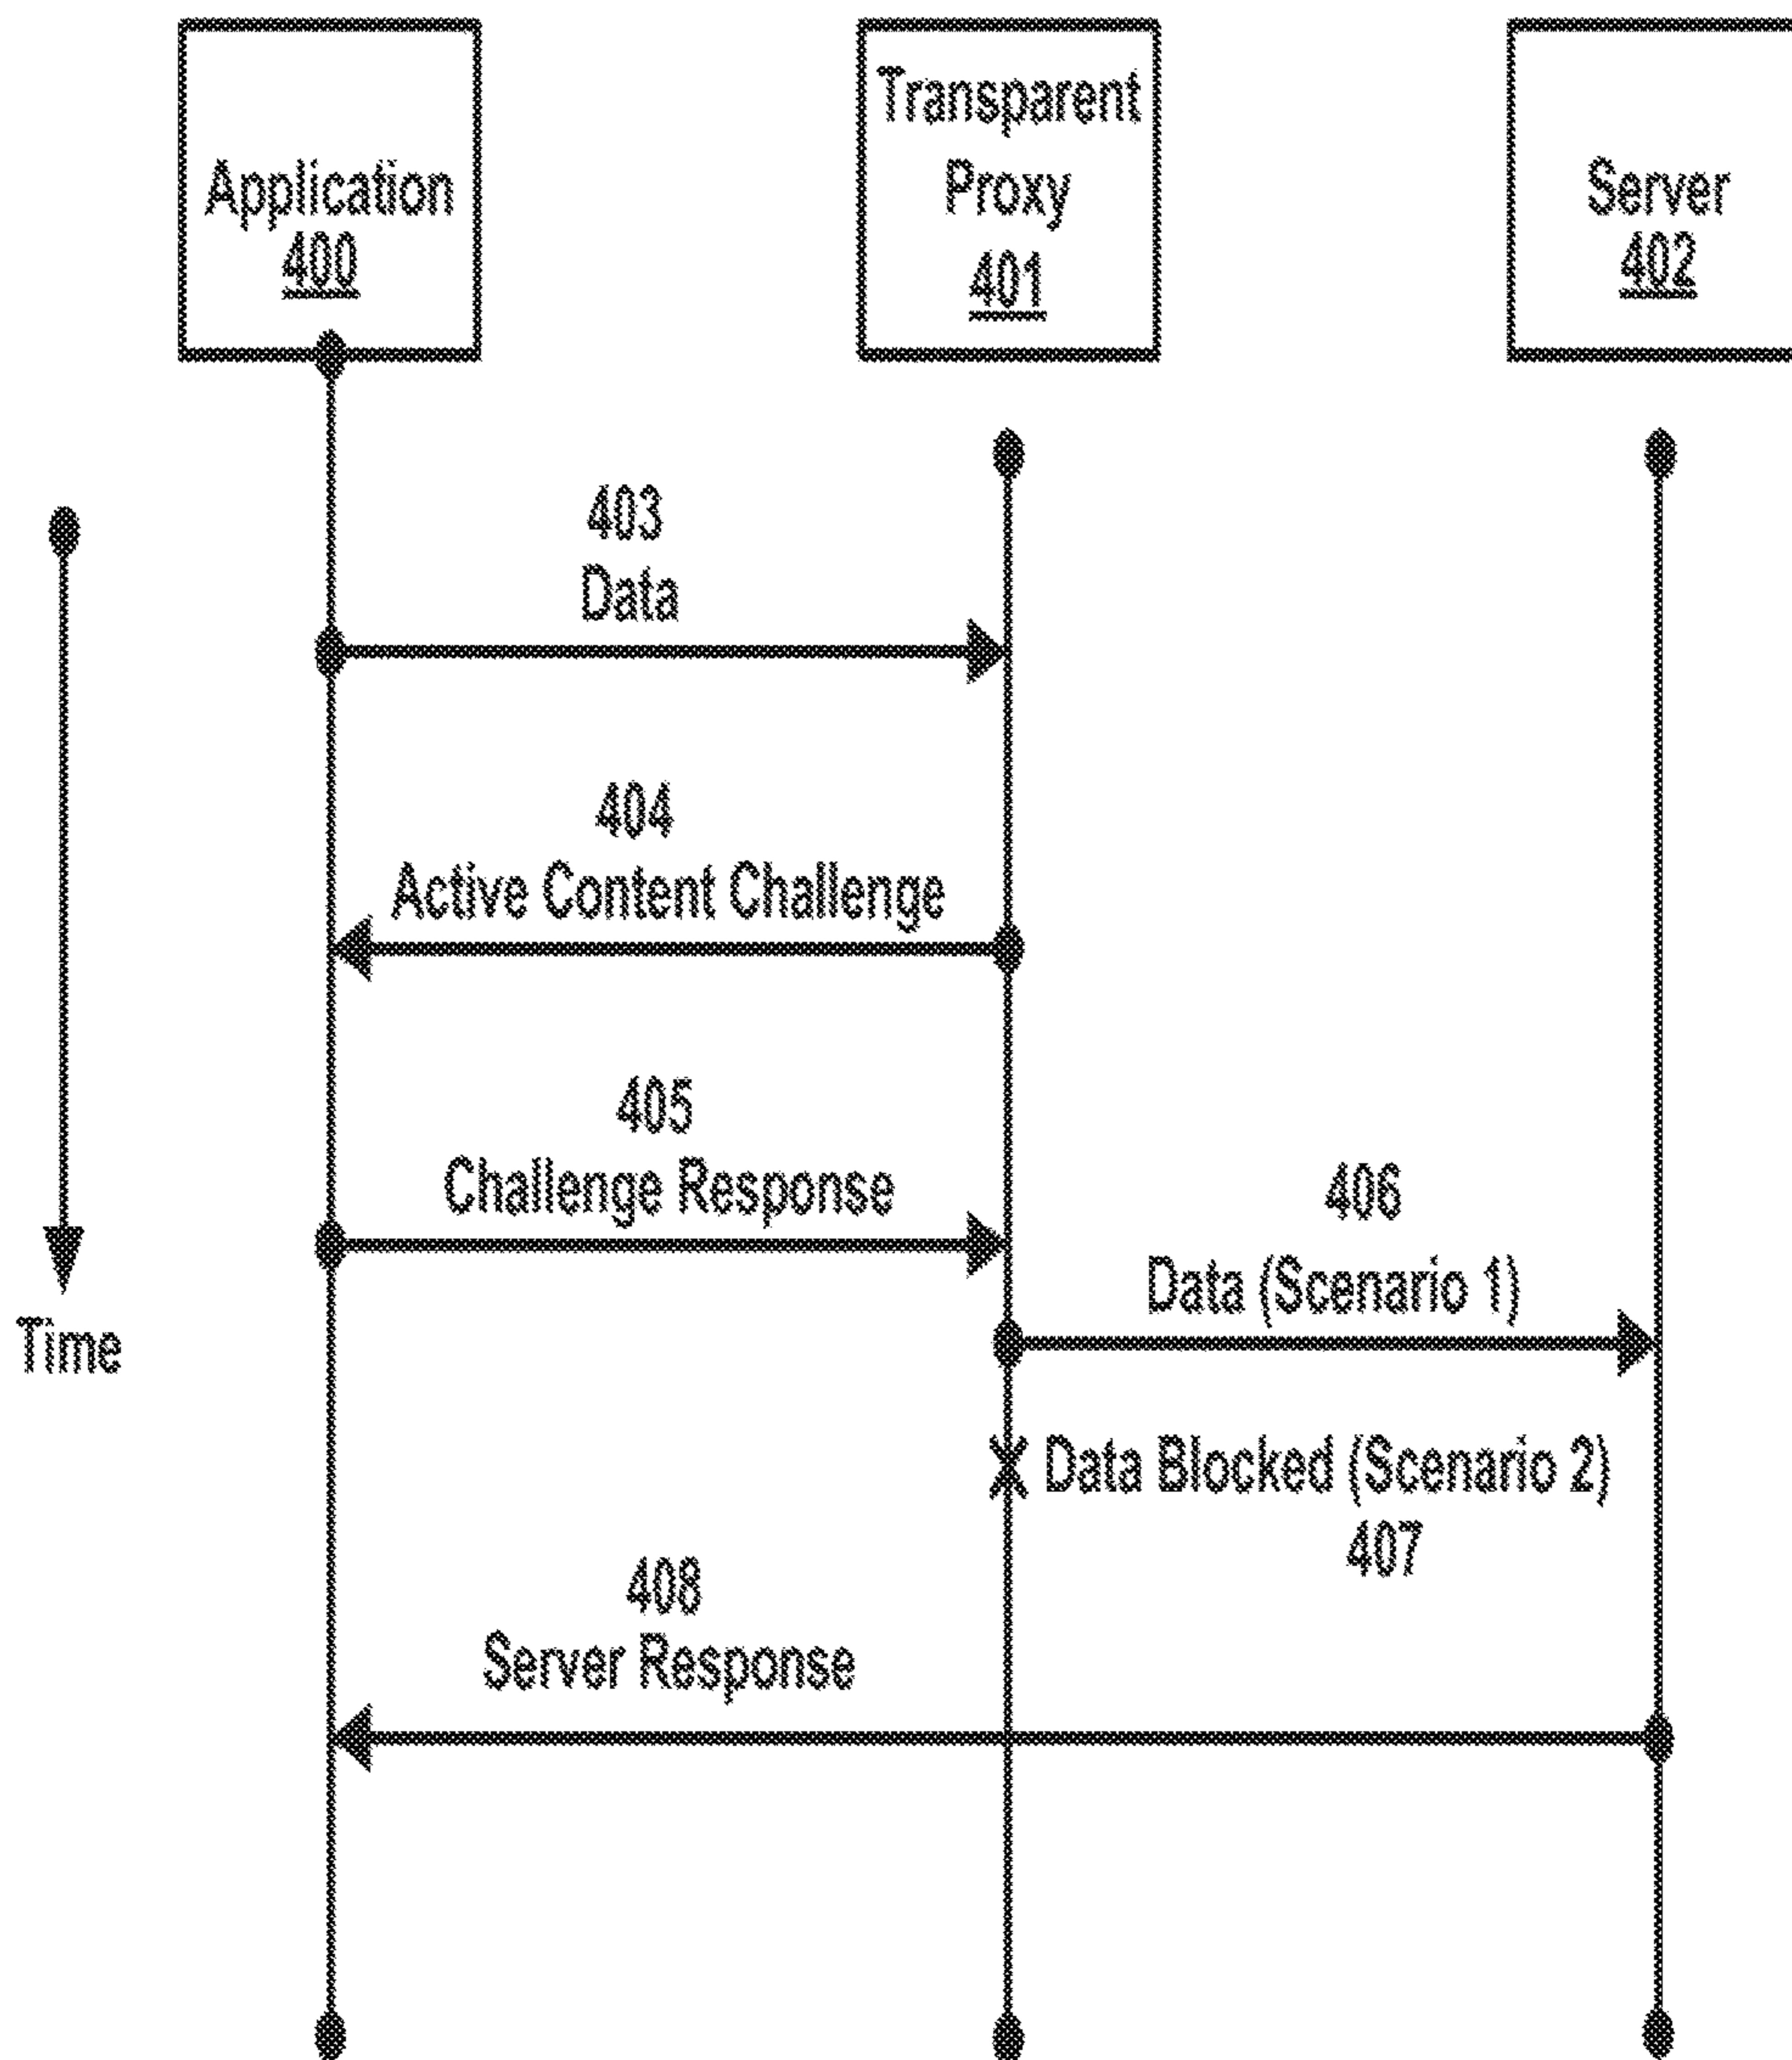 Application
400
Transparent
Proxy
401
Server
402
403
Data
404
Active Content Challenge
405
Challenge Response
406
Data (Scenario 1)
Time
Data Blocked (Scenario 2)
407
408
Server Response